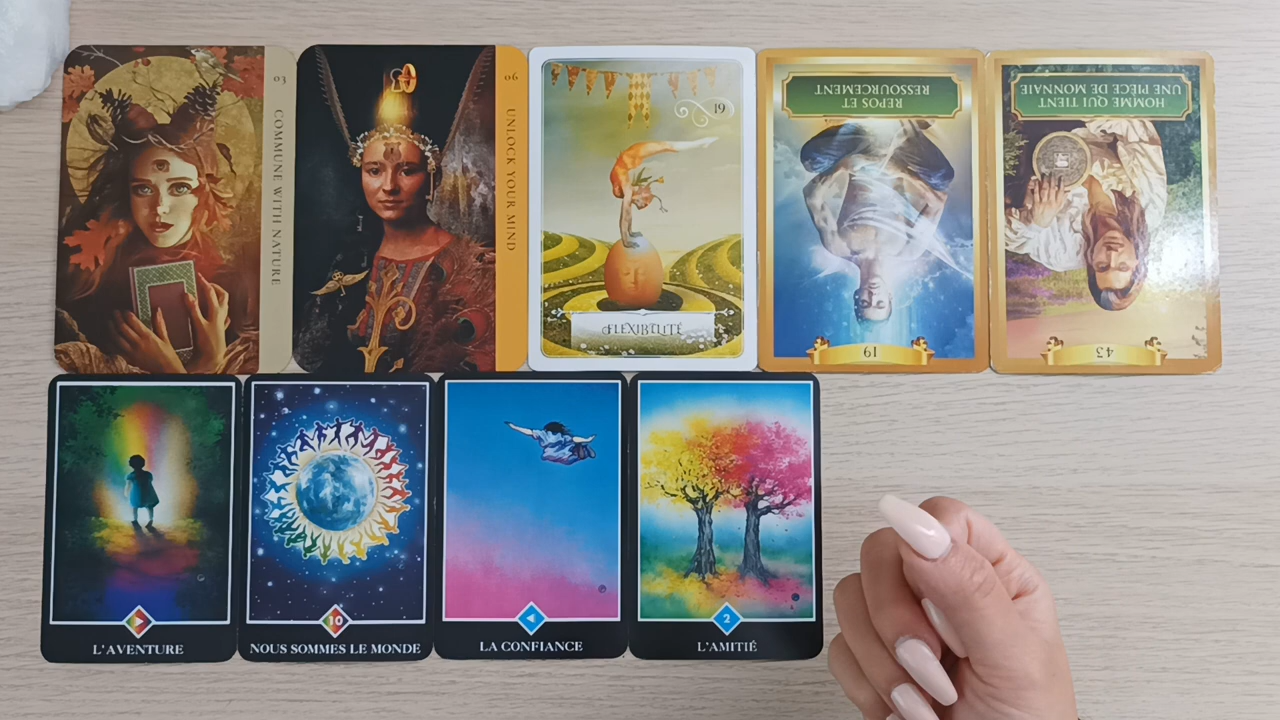 03
COMMUNE WITH NATURE
06
UNLOCK YOUR MIND
19
FLEXIBILITÉ
REPOS ET
RESSOURCEMENT
19
HOMME QUI TIENT
UNE PIÈCE DE MONNAIE
43
L'AVENTURE
10
NOUS SOMMES LE MONDE
LA CONFIANCE
2
L'AMITIÉ